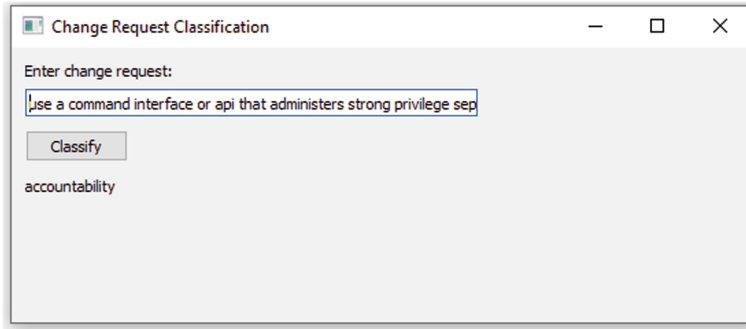 Change Request Classification
Enter change request:
use a command interface or api that administers strong privilege sep
Classify
accountability